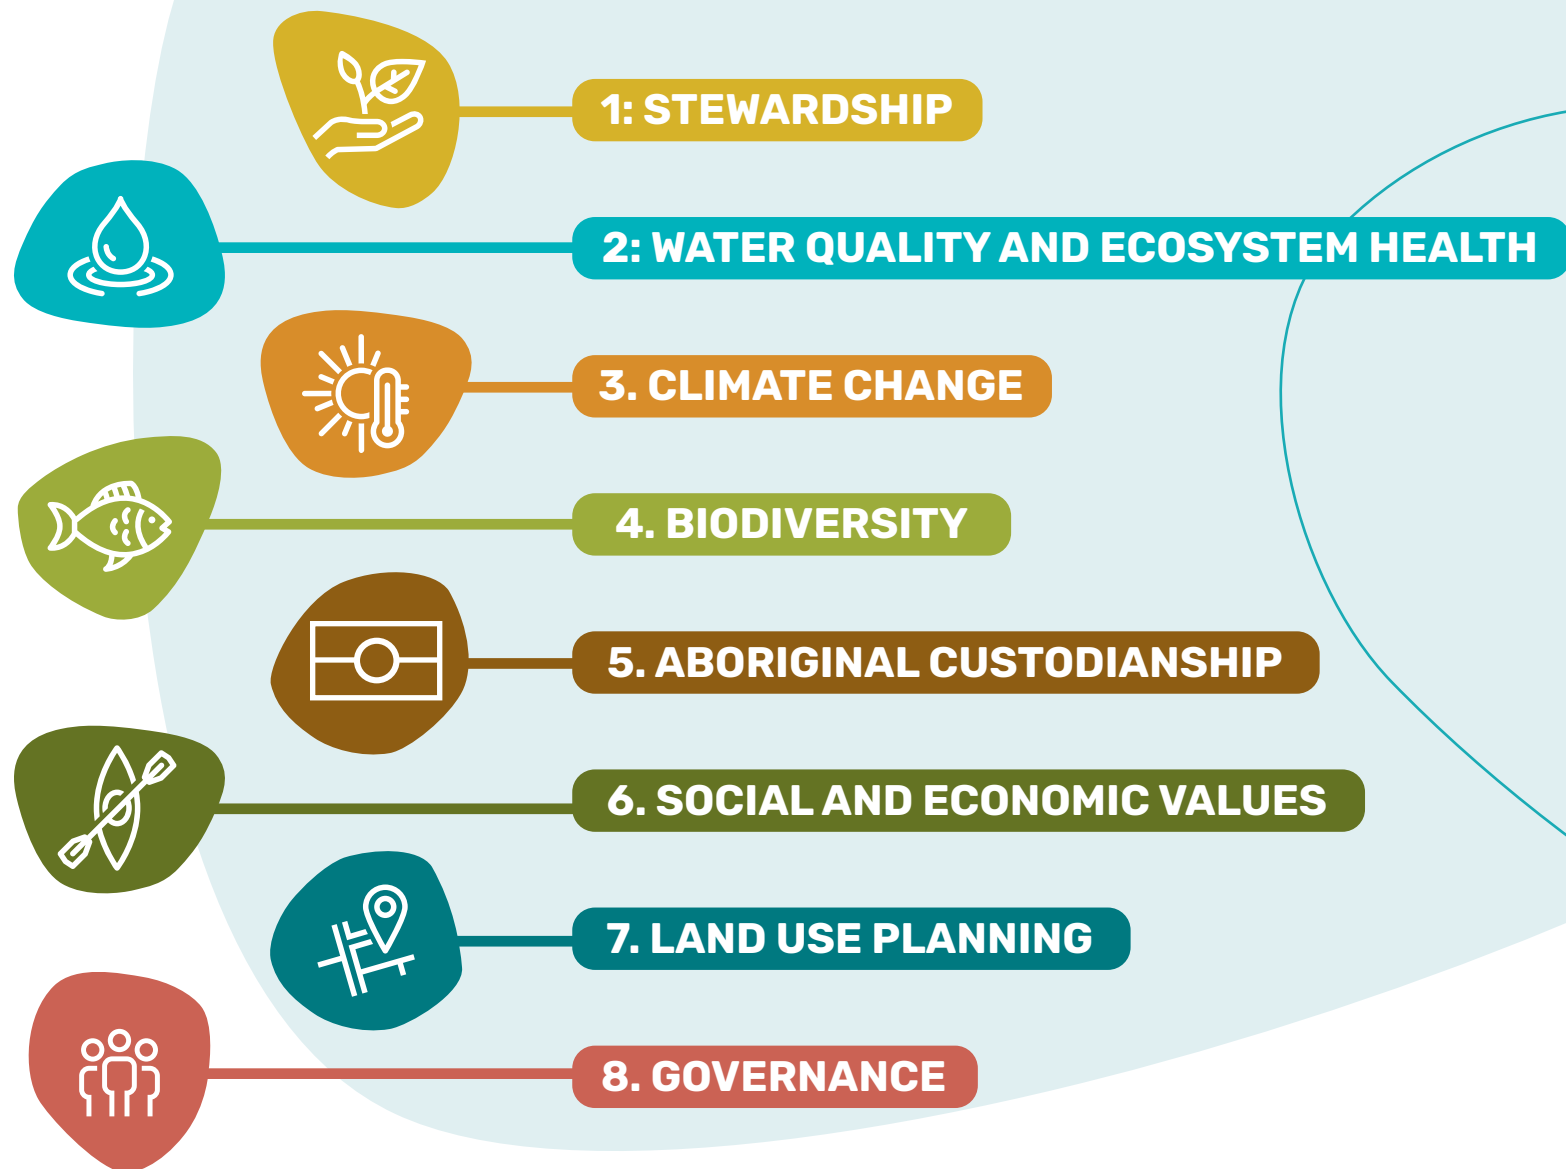 1: STEWARDSHIP
2: WATER QUALITY AND ECOSYSTEM HEALTH
3. CLIMATE CHANGE
4. BIODIVERSITY
5. ABORIGINAL CUSTODIANSHIP
6. SOCIAL AND ECONOMIC VALUES
7. LAND USE PLANNING
8. GOVERNANCE